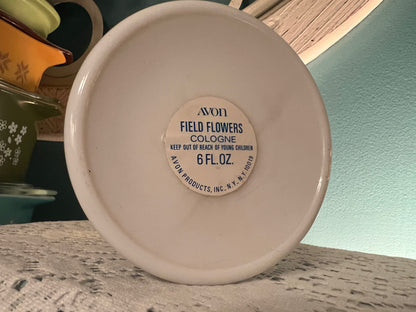 AVON
FIELD FLOWERS
COLOGNE
KEEP OUT OF REACH OF YOUNG CHILDREN
6 FL. OZ.
AVON PRODUCTS, INC. N.Y., N.Y. 10019